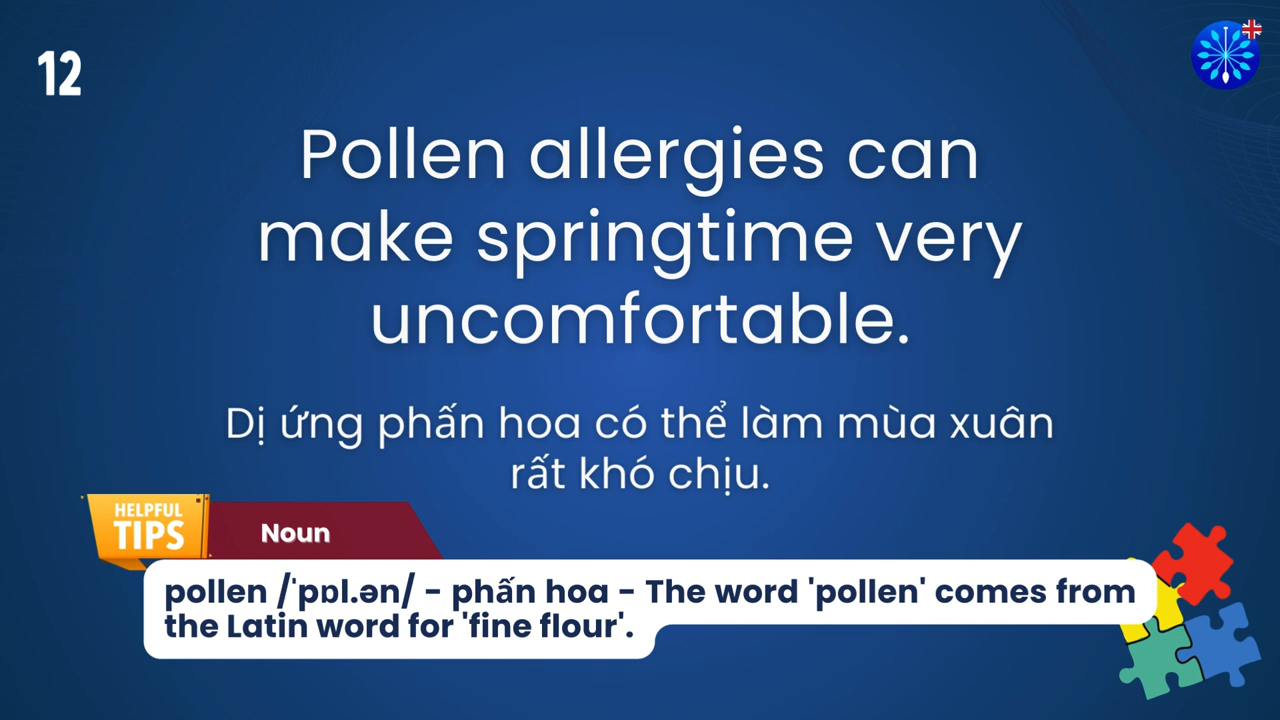 12
Pollen allergies can
make springtime very
uncomfortable.
Dị ứng phấn hoa có thể làm mùa xuân
rất khó chịu.
HELPFUL
TIPS
Noun
pollen /ˈpɒl.ən/ - phấn hoa - The word 'pollen' comes from
the Latin word for 'fine flour'.